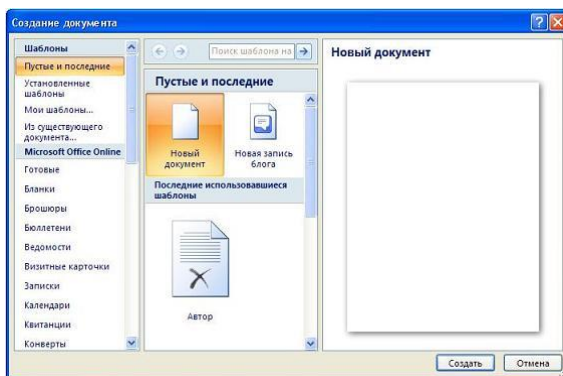 Создание документа
Шаблоны
Пустые и последние
Установленные
шаблоны
Мои шаблоны...
Из существующего
документа...
Microsoft Office Online
Готовые
Бланки
Брошюры
Бюллетени
Ведомости
Визитные карточки
Записки
Календари
Квитанции
Конверты
Поиск шаблона на
Пустые и последние
Новый
документ
Новая запись
блога
Последние использовавшиеся
шаблоны
Автор
Новый документ
Создать
Отмена